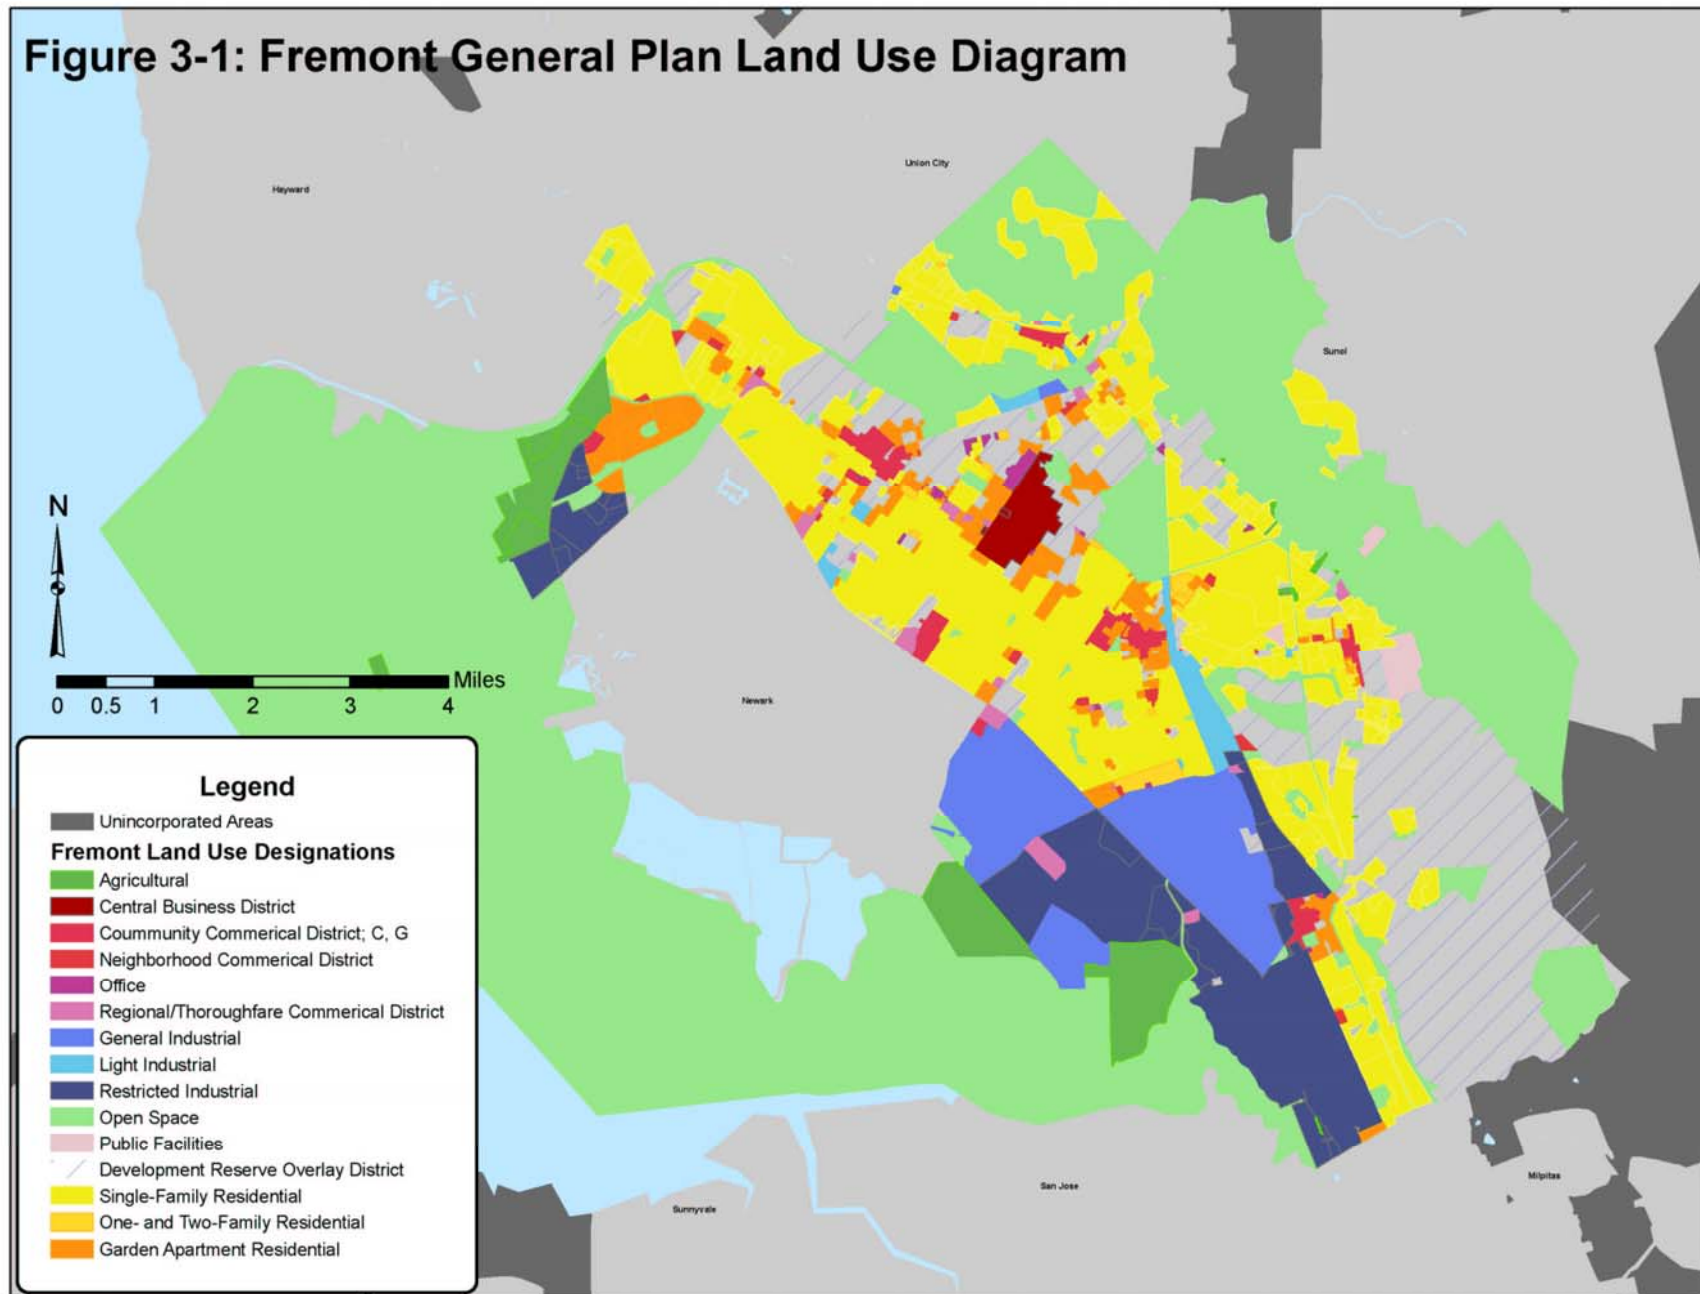 Figure 3-1: Fremont General Plan Land Use Diagram
Union City
Hayward
Sunol
N
Miles
0 0.5 1 2 3 4
Newark
Legend
Unincorporated Areas
Fremont Land Use Designations
Agricultural
Central Business District
Coummunity Commerical District; C, G
Neighborhood Commerical District
Office
Regional/Thoroughfare Commerical District
General Industrial
Light Industrial
Restricted Industrial
Open Space
Public Facilities
Development Reserve Overlay District
Single-Family Residential
One- and Two-Family Residential
Garden Apartment Residential
San Jose
Milpitas
Sunnyvale